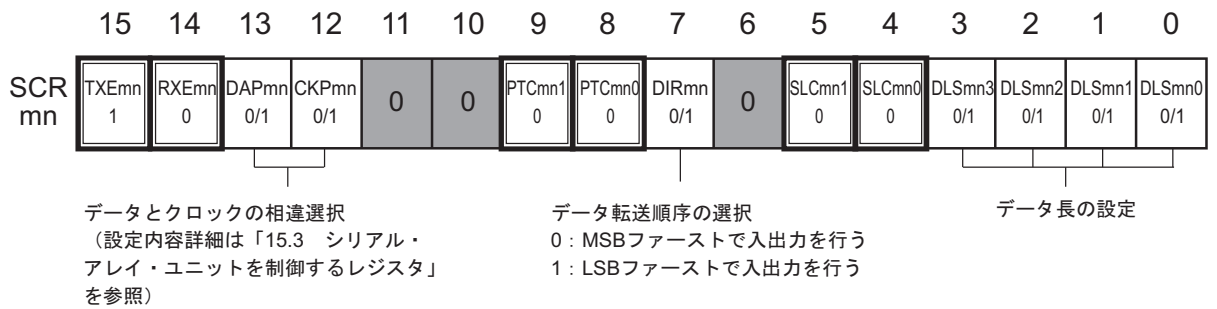 15 14 13 12 11 10 9 8 7 6 5 4 3 2 1 0
SCR
mn
TXEmn RXEmn DAPmn CKPmn 0 0 PTCmn1 PTCmn0 DIRmn 0 SLCmn1 SLCmn0 DLSmn3 DLSmn2 DLSmn1 DLSmn0
1 0 0/1 0/1 0 0 0/1 0 0 0/1 0/1 0/1 0/1
データとクロックの相違選択
（設定内容詳細は「15.3　シリアル・
アレイ・ユニットを制御するレジスタ」
を参照）
データ転送順序の選択
0：MSBファーストで入出力を行う
1：LSBファーストで入出力を行う
データ長の設定